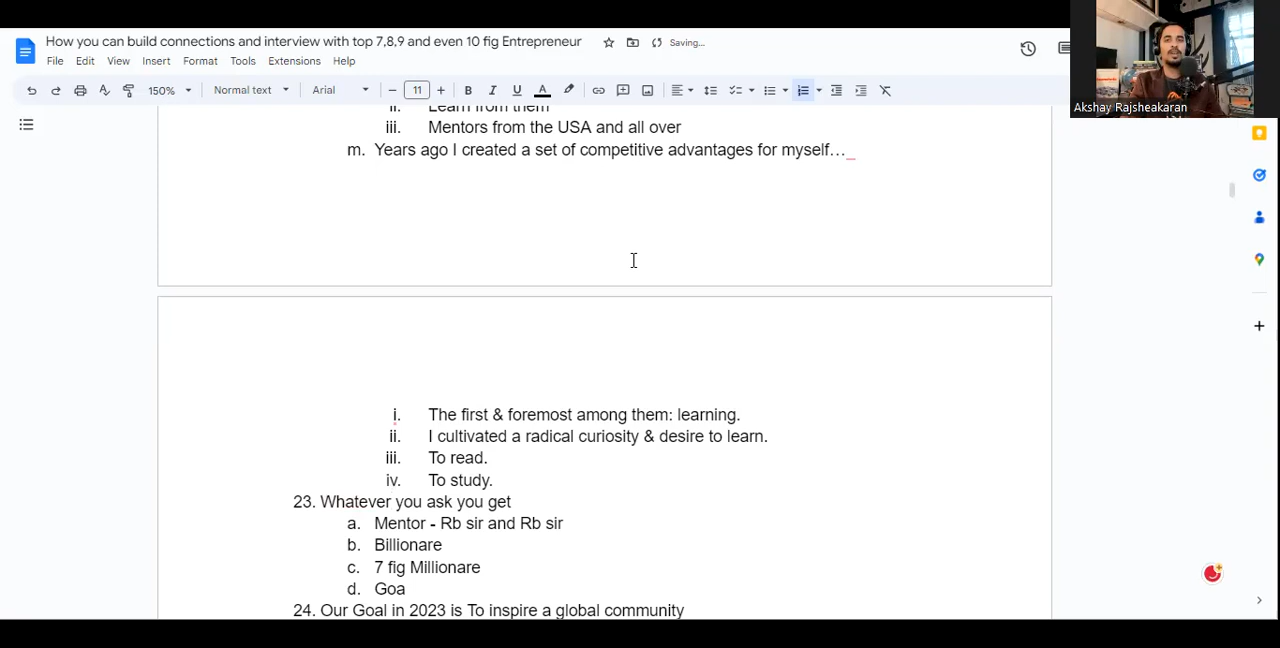 How you can build connections and interview with top 7,8,9 and even 10 fig Entrepreneur
Saving...
File Edit View Insert Format Tools Extensions Help
150% Normal text Arial 11
Akshay Rajsheakaran
ii. Learn from them
iii. Mentors from the USA and all over
m. Years ago I created a set of competitive advantages for myself…_
i. The first & foremost among them: learning.
ii. I cultivated a radical curiosity & desire to learn.
iii. To read.
iv. To study.
23. Whatever you ask you get
a. Mentor - Rb sir and Rb sir
b. Billionare
c. 7 fig Millionare
d. Goa
24. Our Goal in 2023 is To inspire a global community